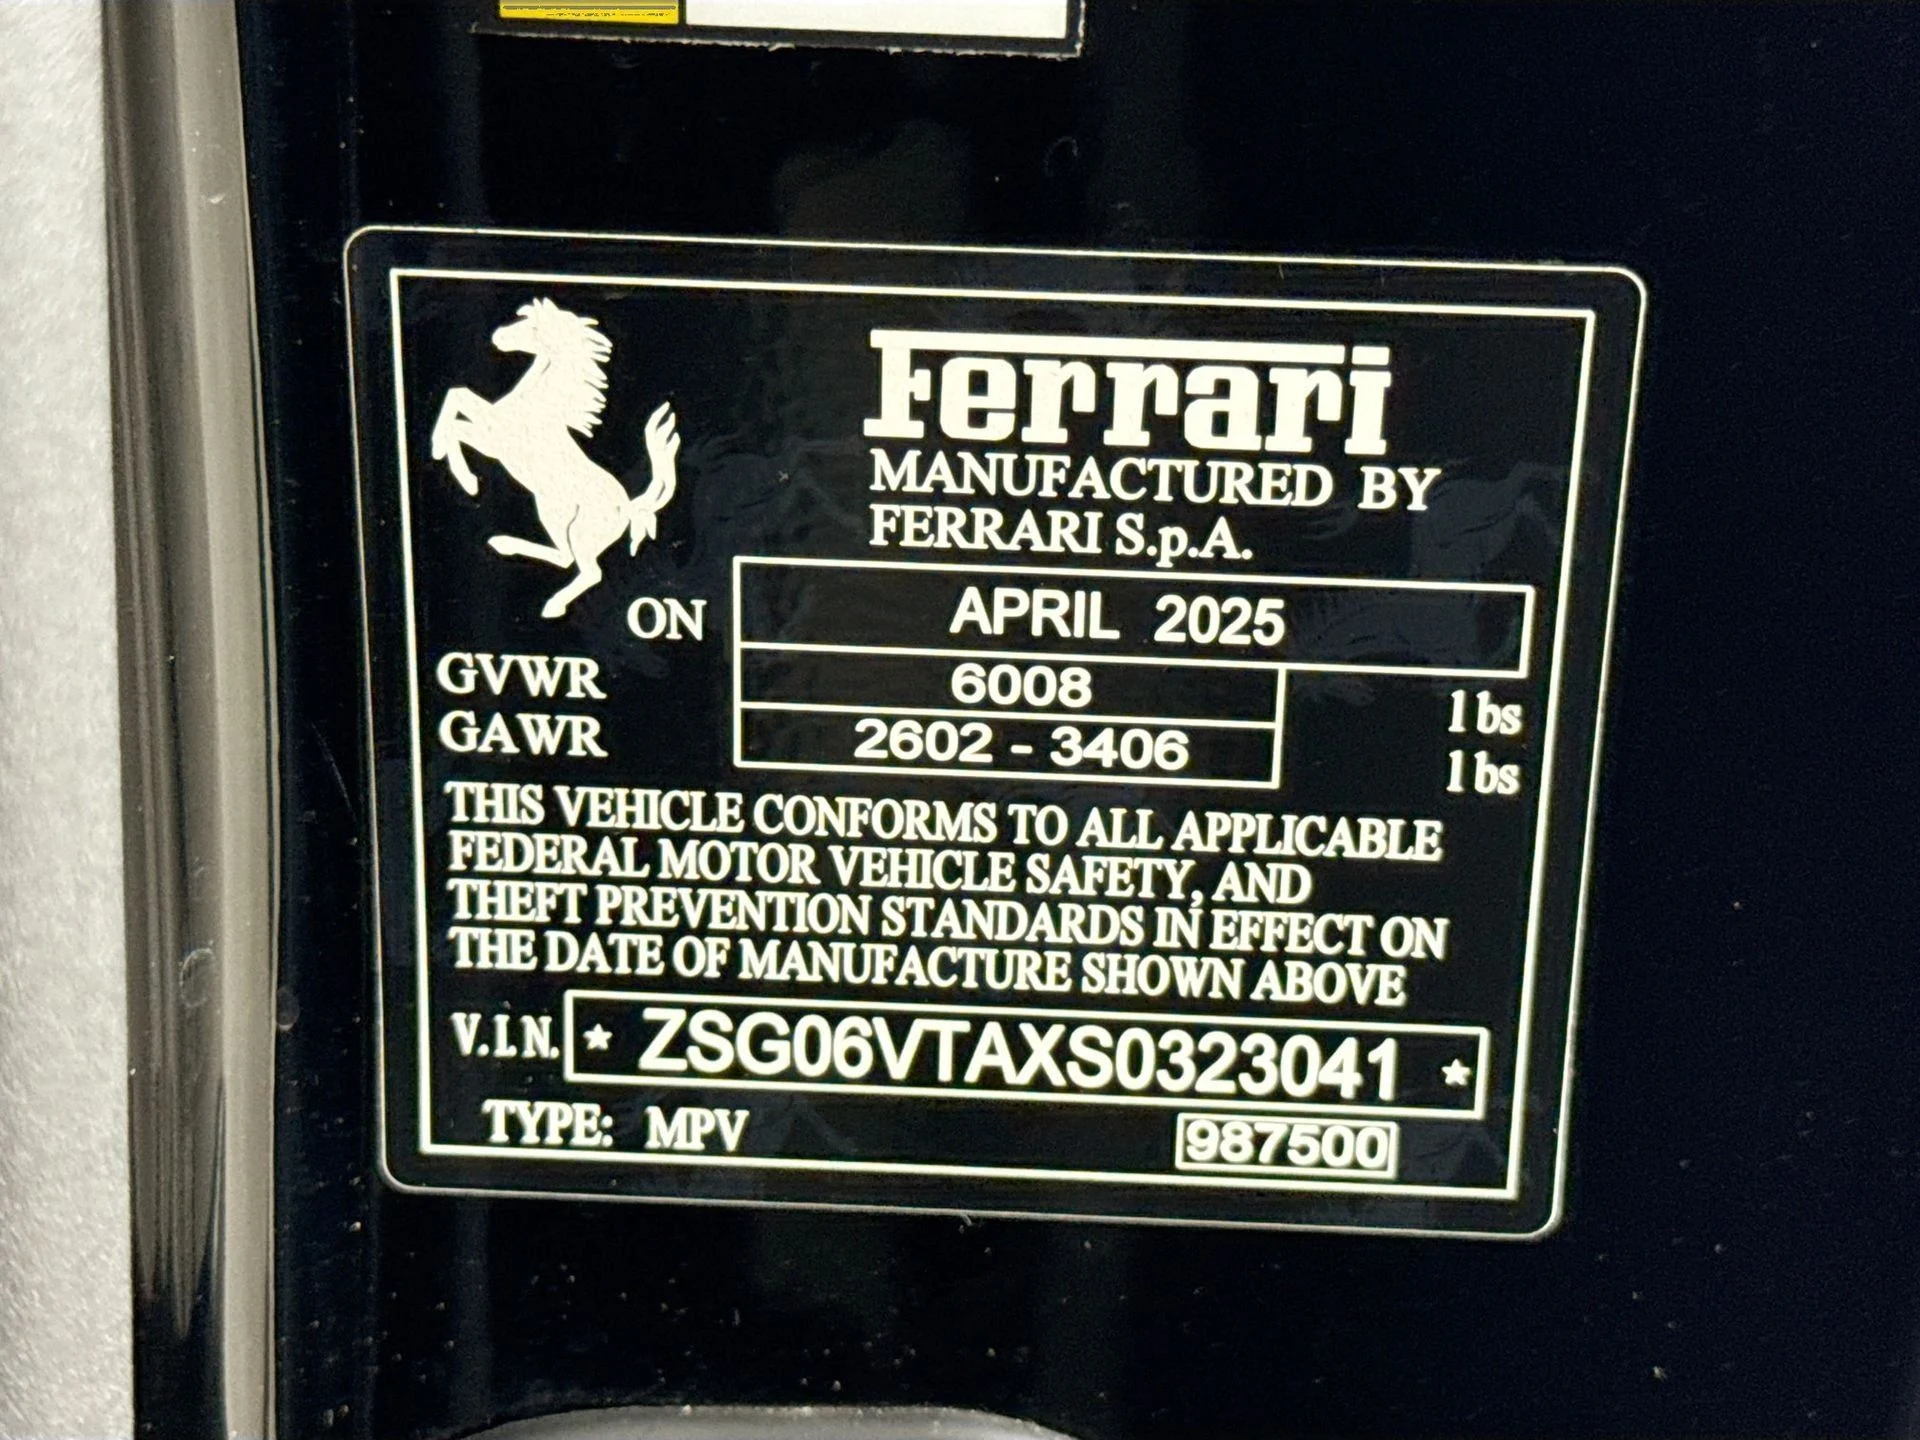 Ferrari
MANUFACTURED BY
FERRARI S.p.A.
ON APRIL 2025
GVWR 6008 lbs
GAWR 2602 - 3406 lbs
THIS VEHICLE CONFORMS TO ALL APPLICABLE
FEDERAL MOTOR VEHICLE SAFETY, AND
THEFT PREVENTION STANDARDS IN EFFECT ON
THE DATE OF MANUFACTURE SHOWN ABOVE
V.I.N. * ZSG06VTAXS0323041 *
TYPE: MPV 987500